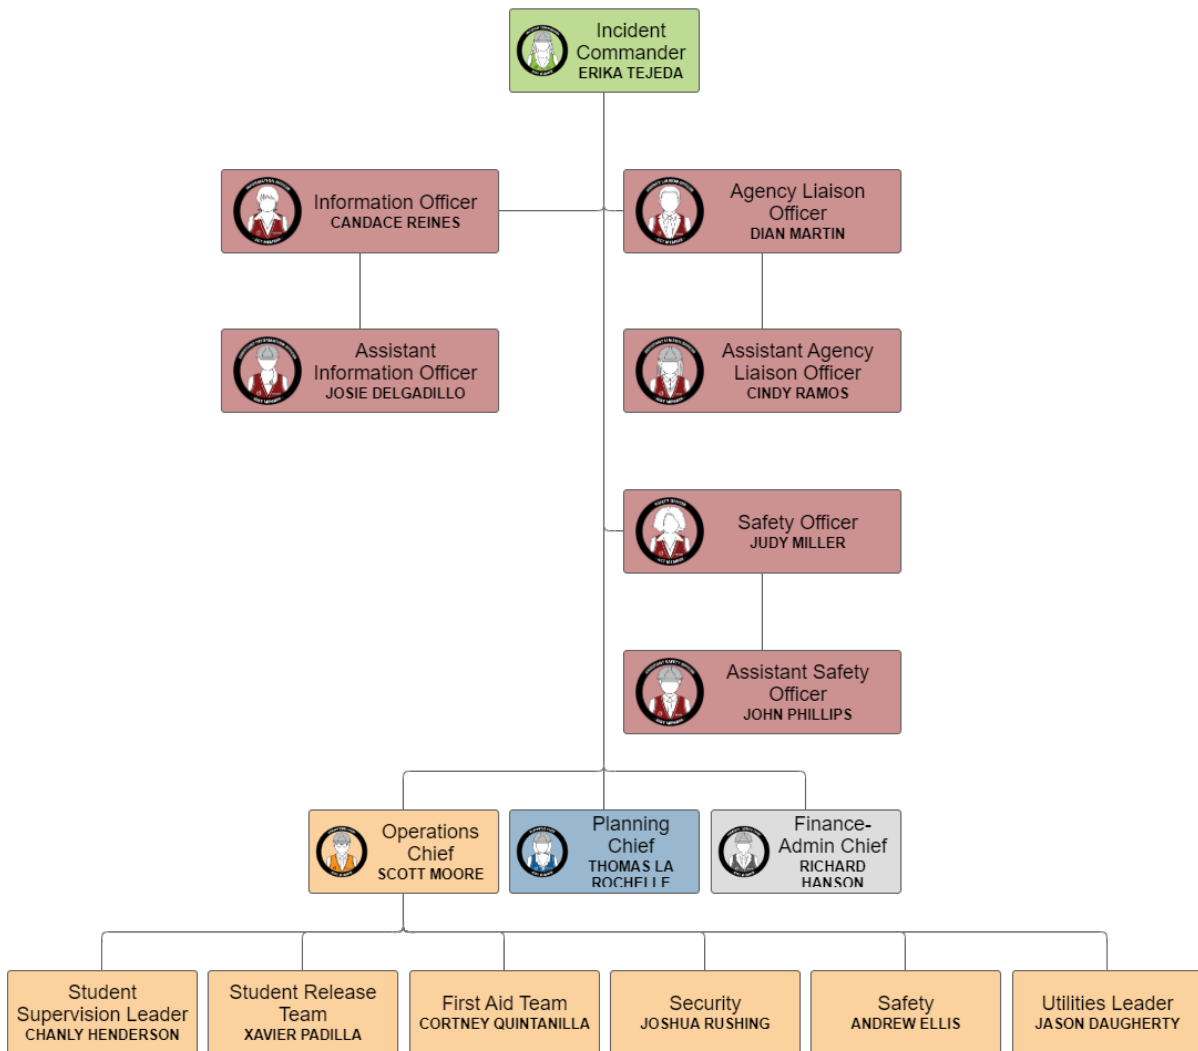 Incident
Commander
ERIKA TEJEDA
Information Officer
CANDACE REINES
Agency Liaison
Officer
DIAN MARTIN
Assistant
Information Officer
JOSIE DELGADILLO
Assistant Agency
Liaison Officer
CINDY RAMOS
Safety Officer
JUDY MILLER
Assistant Safety
Officer
JOHN PHILLIPS
Operations
Chief
SCOTT MOORE
Planning
Chief
THOMAS LA
ROCHELLE
Finance-
Admin Chief
RICHARD
HANSON
Student
Supervision Leader
CHANLY HENDERSON
Student Release
Team
XAVIER PADILLA
First Aid Team
CORTNEY QUINTANILLA
Security
JOSHUA RUSHING
Safety
ANDREW ELLIS
Utilities Leader
JASON DAUGHERTY